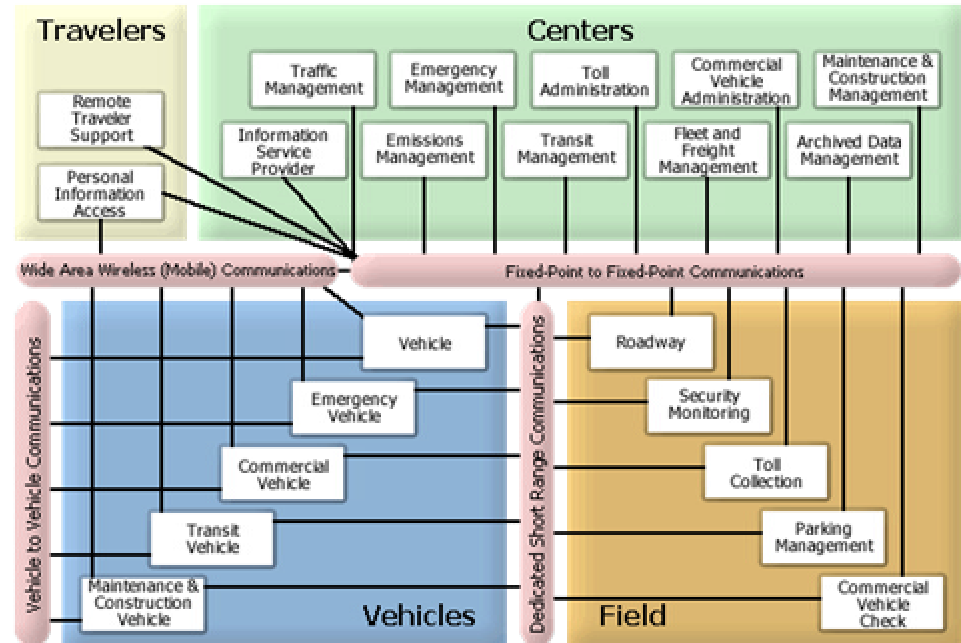 Travelers
Centers
Remote
Traveler
Support
Personal
Information
Access
Traffic
Management
Emergency
Management
Toll
Administration
Commercial
Vehicle
Administration
Maintenance &
Construction
Management
Information
Service
Provider
Emissions
Management
Transit
Management
Fleet and
Freight
Management
Archived Data
Management
Wide Area Wireless (Mobile) Communications
Fixed-Point to Fixed-Point Communications
Vehicle to Vehicle Communications
Vehicle
Emergency
Vehicle
Commercial
Vehicle
Transit
Vehicle
Maintenance &
Construction
Vehicle
Vehicles
Dedicated Short Range Communications
Roadway
Security
Monitoring
Toll
Collection
Parking
Management
Commercial
Vehicle
Check
Field